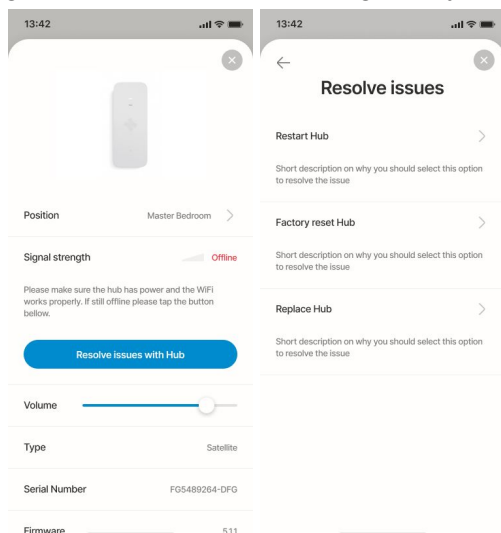 13:42
Position
Master Bedroom
Signal strength
Offline
Please make sure the hub has power and the WiFi
works properly. If still offline please tap the button
bellow.
Resolve issues with Hub
Volume
Type
Satellite
Serial Number
FG5489264-DFG
Firmware
5.1.1
13:42
Resolve issues
Restart Hub
Short description on why you should select this option
to resolve the issue
Factory reset Hub
Short description on why you should select this option
to resolve the issue
Replace Hub
Short description on why you should select this option
to resolve the issue